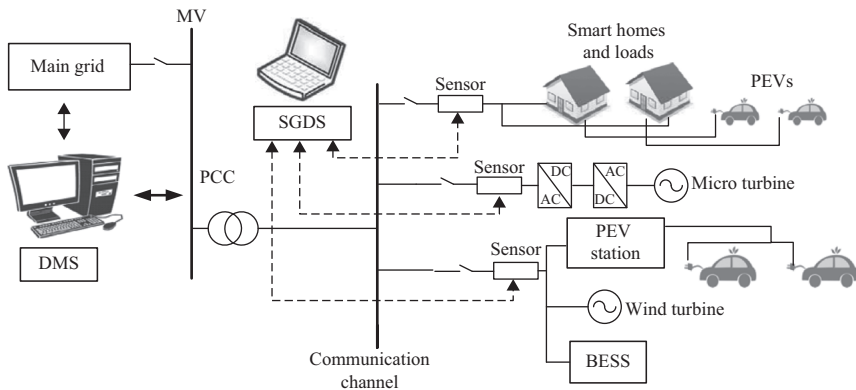 MV
Main grid
SGDS
Sensor
Smart homes
and loads
PEVs
PCC
Sensor
DC
AC
AC
DC
Micro turbine
DMS
Sensor
PEV
station
Wind turbine
BESS
Communication
channel